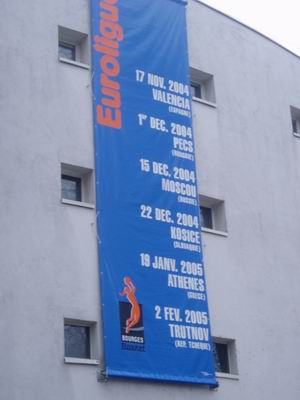 Euroligue
17 NOV. 2004
VALENCIA
(ESPAGNE)
1er DEC. 2004
PECS
(HONGRIE)
15 DEC. 2004
MOSCOU
(RUSSIE)
22 DEC. 2004
KOSICE
(SLOVAQUIE)
19 JANV. 2005
ATHENES
(GRECE)
2 FEV. 2005
TRUTNOV
(REP. TCHEQUE)
BOURGES